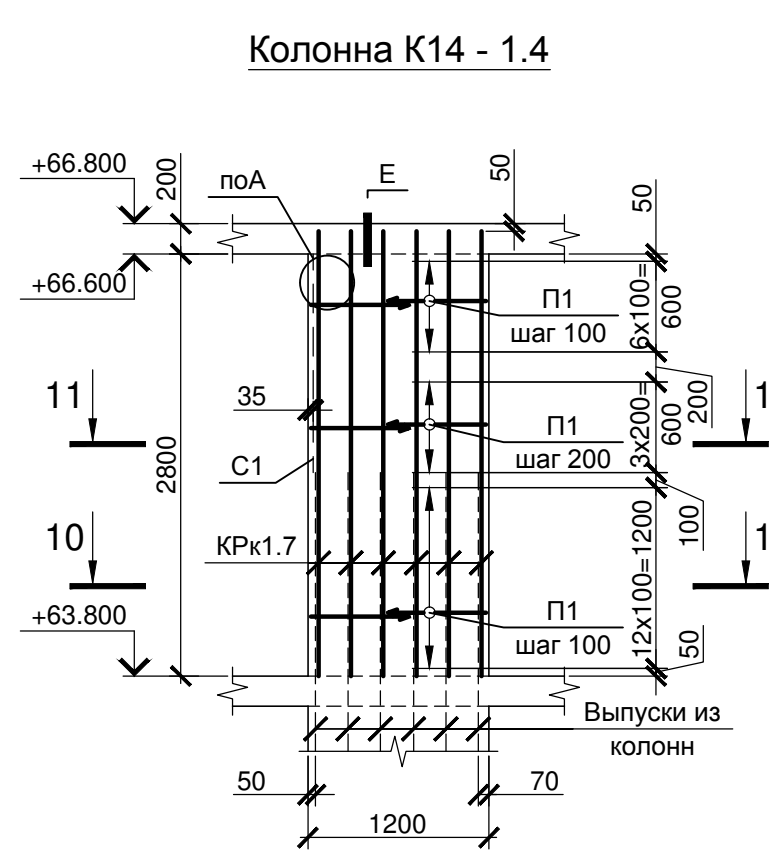 Колонна К14 - 1.4
+66.800
200
поА
Е
50
50
+66.600
П1
шаг 100
6х100=
600
200
11
35
1
П1
шаг 200
3х200=
600
С1
2800
100
10
КРк1.7
1
П1
шаг 100
12х100=1200
+63.800
50
Выпуски из
колонн
50
70
1200